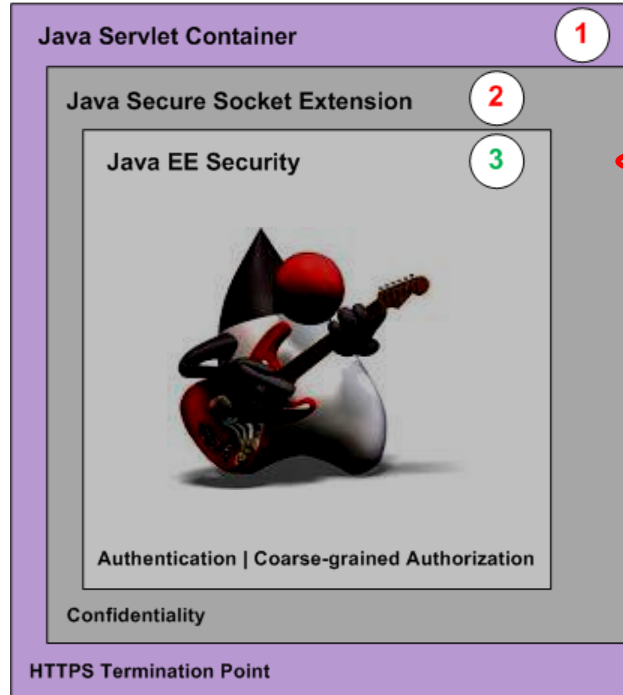 Java Servlet Container 1
Java Secure Socket Extension 2
Java EE Security 3
Authentication | Coarse-grained Authorization
Confidentiality
HTTPS Termination Point